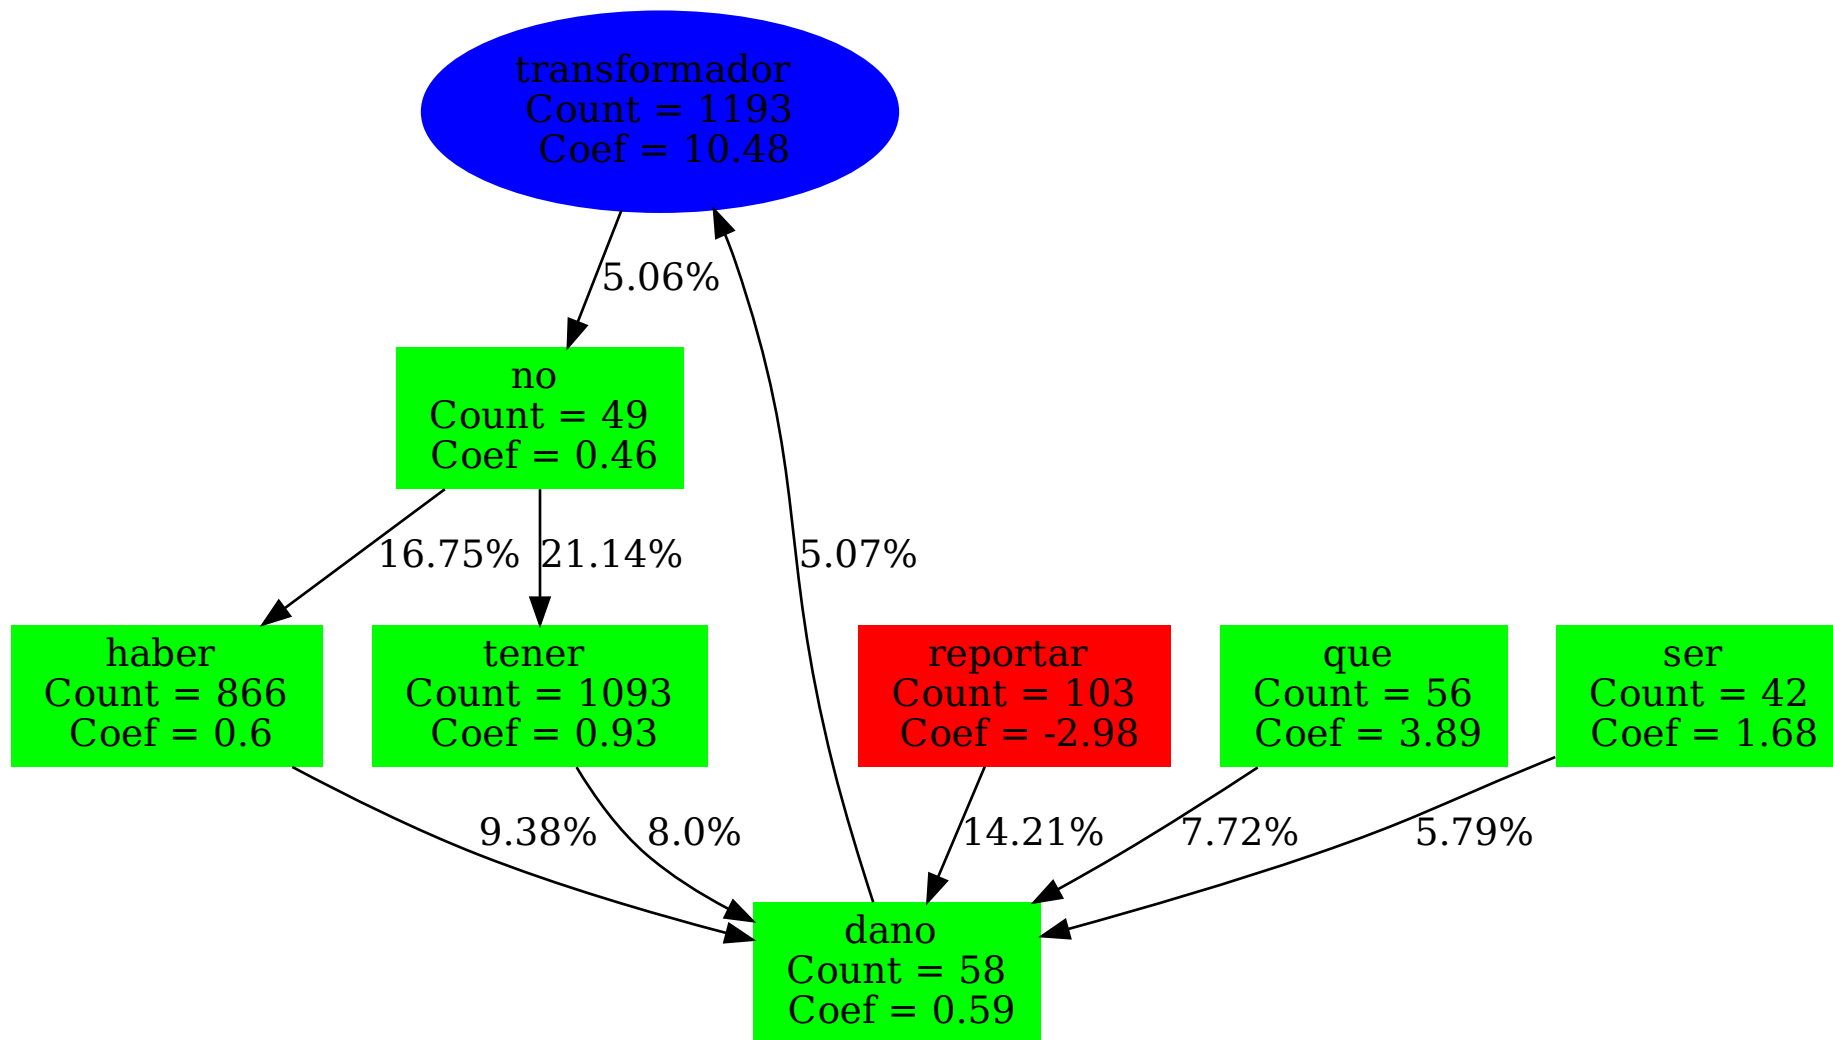 transformador
Count = 1193
Coef = 10.48
5.06%
no
Count = 49
Coef = 0.46
16.75%
21.14%
5.07%
haber
Count = 866
Coef = 0.6
tener
Count = 1093
Coef = 0.93
reportar
Count = 103
Coef = -2.98
que
Count = 56
Coef = 3.89
ser
Count = 42
Coef = 1.68
9.38%
8.0%
14.21%
7.72%
5.79%
dano
Count = 58
Coef = 0.59